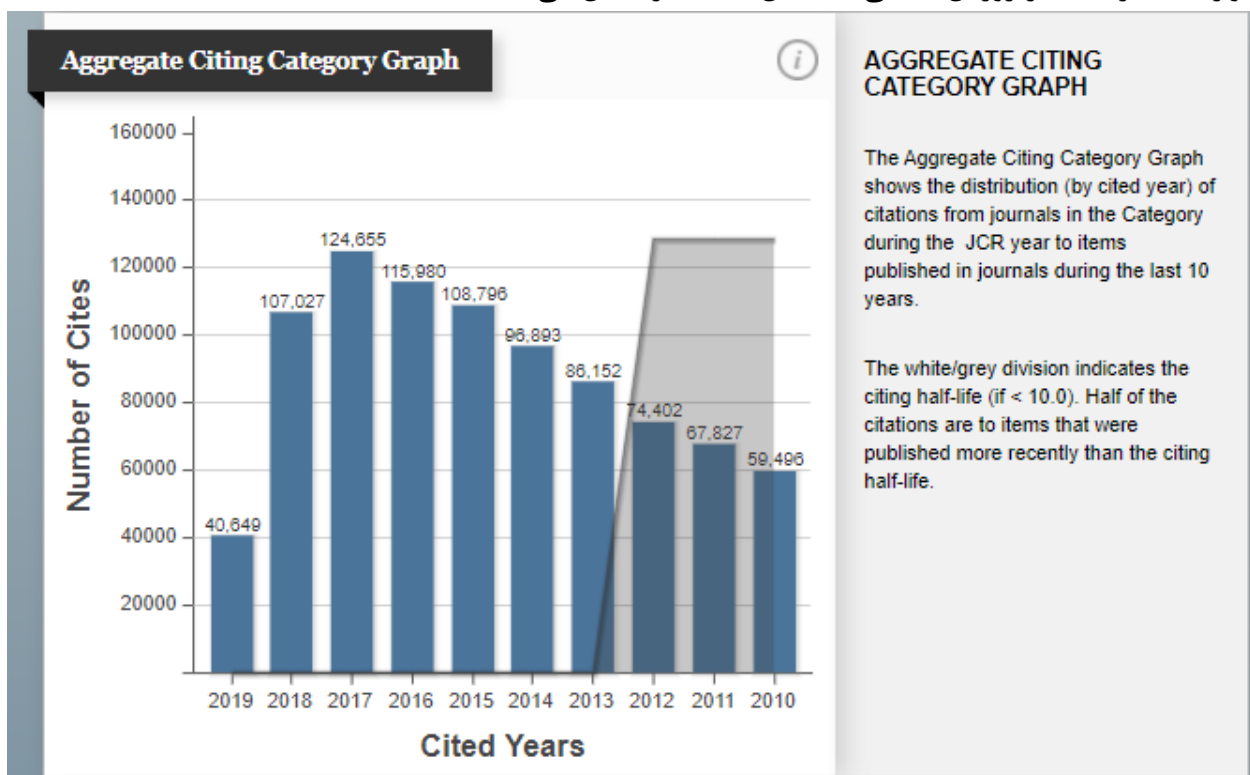 Aggregate Citing Category Graph
i
160000
140000
120000
100000
80000
60000
40000
20000
Number of Cites
40,649
107,027
124,655
115,980
108,796
96,893
86,152
74,402
67,827
59,496
2019 2018 2017 2016 2015 2014 2013 2012 2011 2010
Cited Years
AGGREGATE CITING
CATEGORY GRAPH
The Aggregate Citing Category Graph
shows the distribution (by cited year) of
citations from journals in the Category
during the JCR year to items
published in journals during the last 10
years.
The white/grey division indicates the
citing half-life (if < 10.0). Half of the
citations are to items that were
published more recently than the citing
half-life.